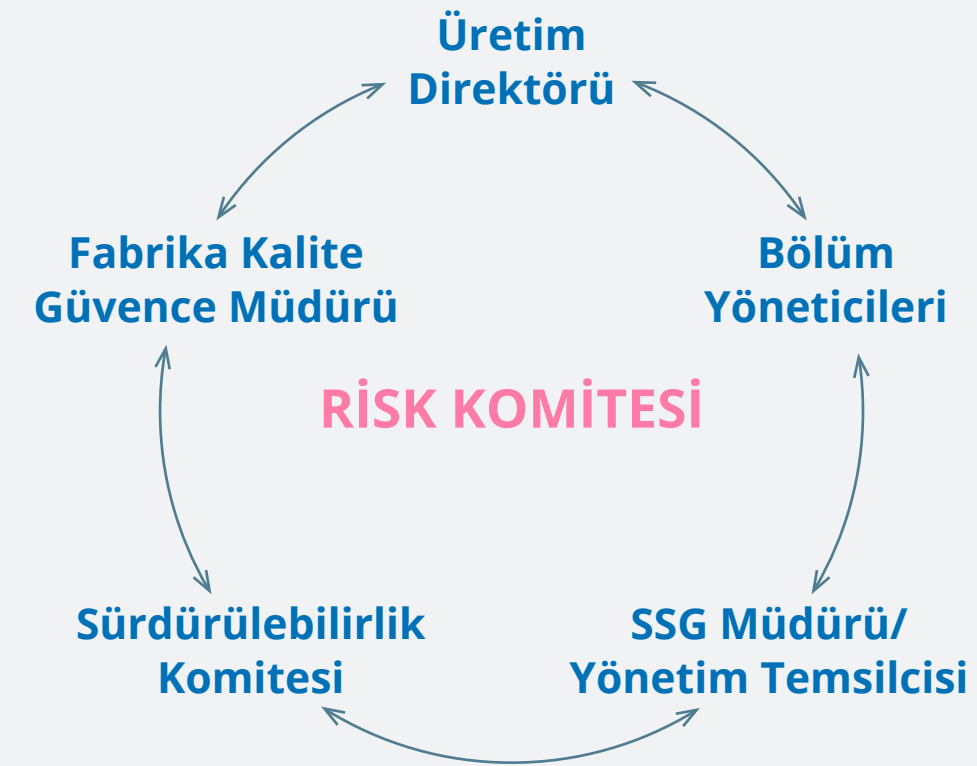 Üretim
Direktörü
Fabrika Kalite
Güvence Müdürü
Bölüm
Yöneticileri
RİSK KOMİTESİ
Sürdürülebilirlik
Komitesi
SSG Müdürü/
Yönetim Temsilcisi